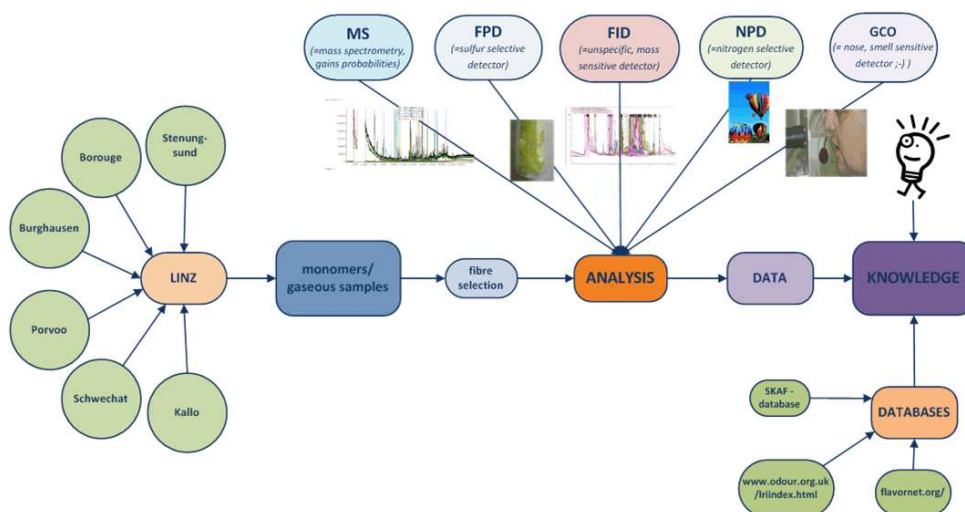 MS
(=mass spectrometry,
gains probabilities)
FPD
(=sulfur selective
detector)
FID
(=unspecific, mass
sensitive detector)
NPD
(=nitrogen selective
detector)
GCO
(= nose, smell sensitive
detector ;-) )
Stenung-
sund
Borouge
Burghausen
Porvoo
Schwechat
Kallo
LINZ
monomers/
gaseous samples
fibre
selection
ANALYSIS
DATA
KNOWLEDGE
SKAF -
database
DATABASES
www.odour.org.uk
/lriindex.html
flavornet.org/